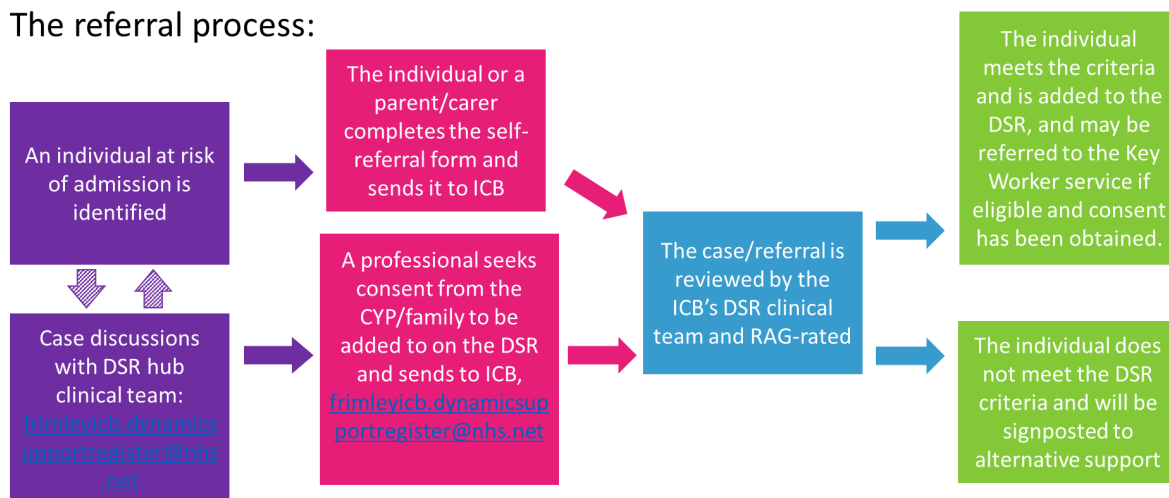 The referral process:
An individual at risk
of admission is
identified
Case discussions
with DSR hub
clinical team:
frimleyicb.dynamics
upportregister@nhs
.net
The individual or a
parent/carer
completes the self-
referral form and
sends it to ICB
A professional seeks
consent from the
CYP/family to be
added to on the DSR
and sends to ICB,
frimleyicb.dynamicsup
portregister@nhs.net
The case/referral is
reviewed by the
ICB’s DSR clinical
team and RAG-rated
The individual
meets the criteria
and is added to the
DSR, and may be
referred to the Key
Worker service if
eligible and consent
has been obtained.
The individual does
not meet the DSR
criteria and will be
signposted to
alternative support